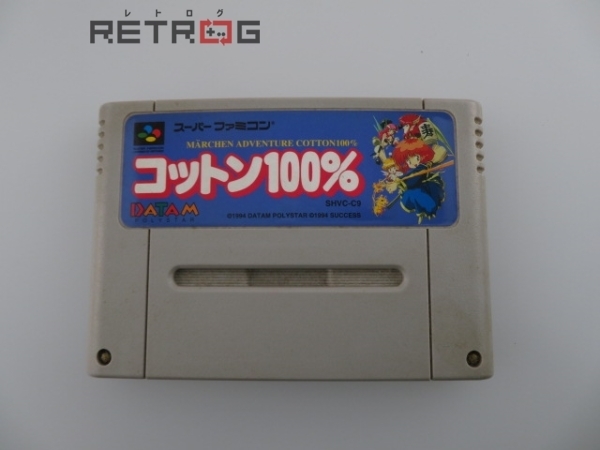 レトログ
RETROG
スーパーファミコン
MÄRCHEN ADVENTURE COTTON100%
コットン100%
SHVC-C9
DATAM
POLYSTAR
©1994 DATAM POLYSTAR ©1994 SUCCESS